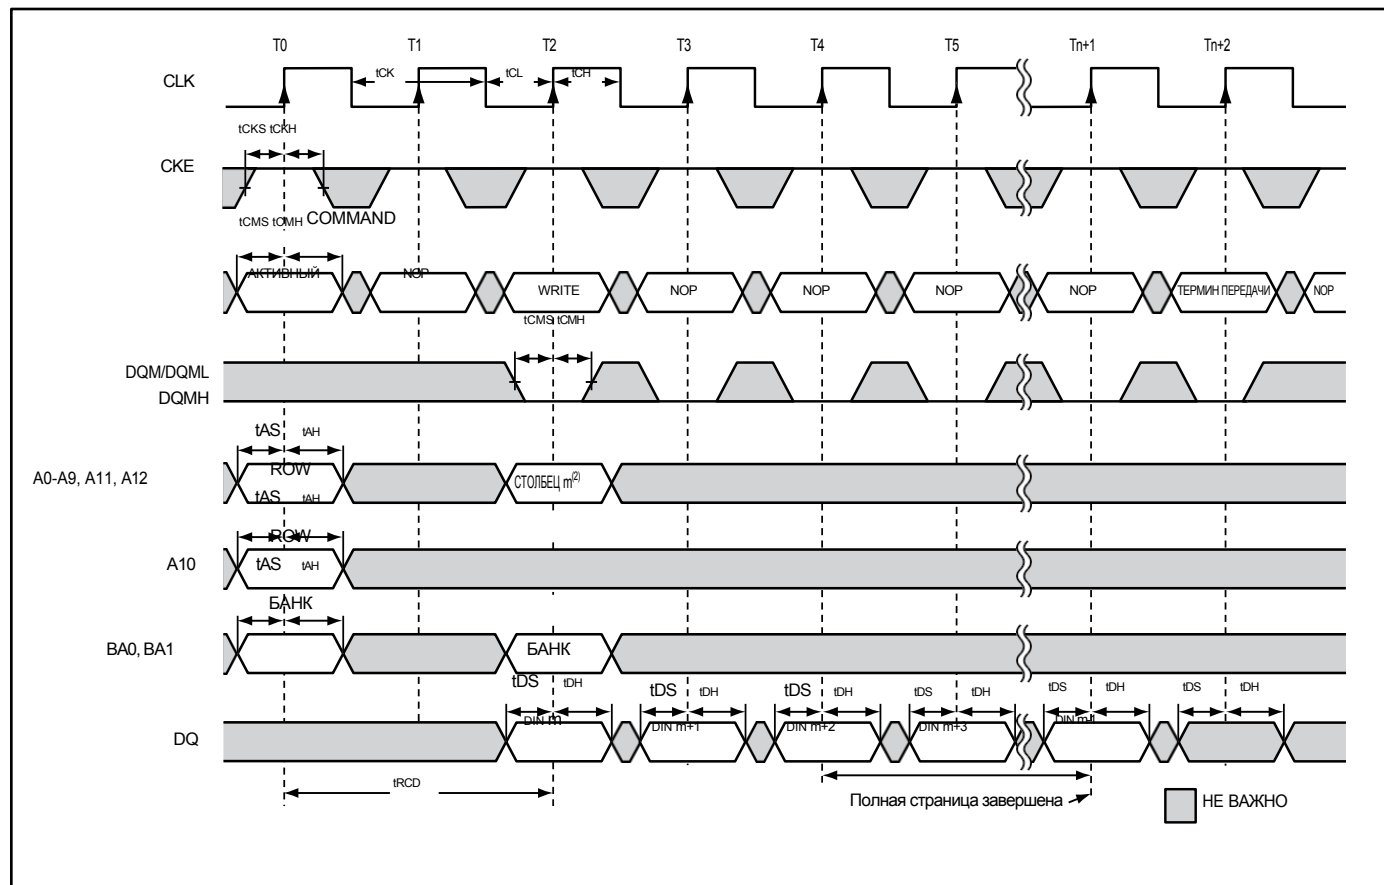 T0 T1 T2 T3 T4 T5 Tn+1 Tn+2
CLK
tCK tCL tCH
tCKS tCKH
CKE
tCMS tCMH COMMAND
АКТИВНЫЙ NOP WRITE NOP NOP NOP NOP ТЕРМИН ПЕРЕДАЧИ NOP
tCMS tCMH
DQM/DQML
DQMH
tAS tAH
A0-A9, A11, A12 ROW СТОЛБЕЦ m(2)
tAS tAH
ROW
A10 tAS tAH
БАНК
BA0, BA1 БАНК
tDS tDH tDS tDH tDS tDH tDS tDH tDS tDH tDS tDH
DIN m DIN m+1 DIN m+2 DIN m+3 DIN m-1
DQ
tRCD
Полная страница завершена
НЕ ВАЖНО